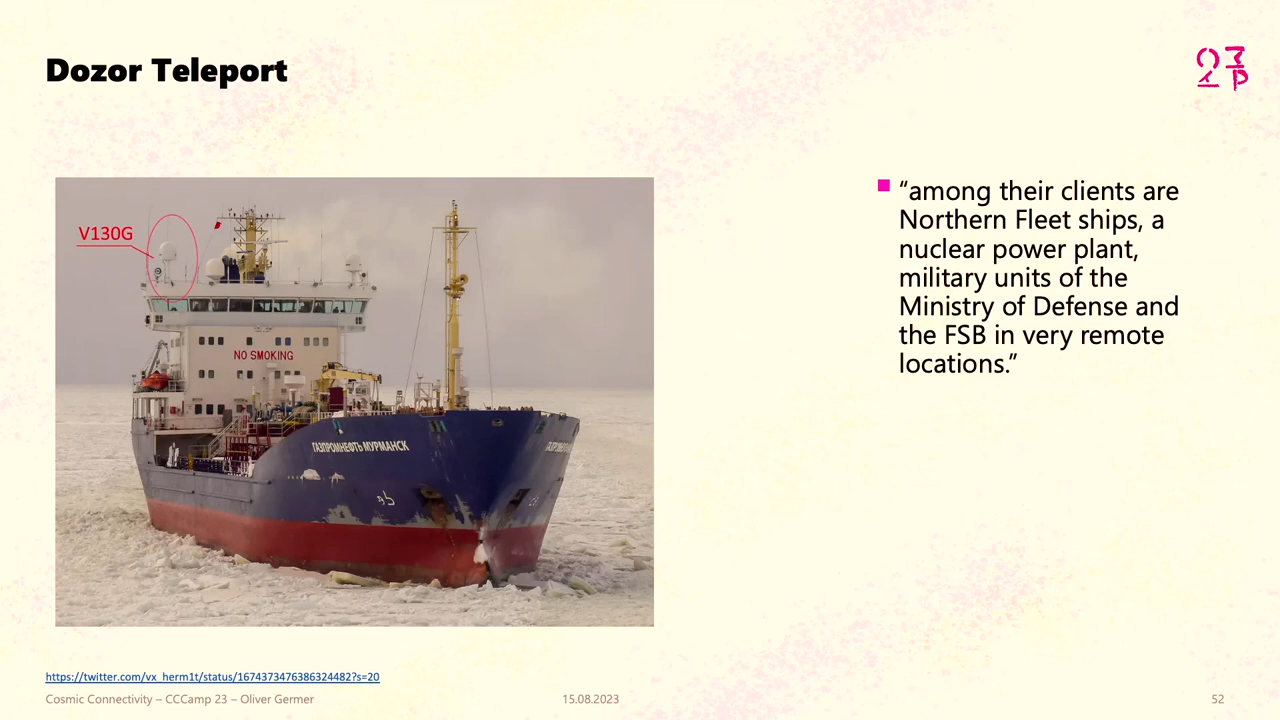 Dozor Teleport
V130G
NO SMOKING
ГАЗПРОМНЕФТЬ МУРМАНСК
"among their clients are
Northern Fleet ships, a
nuclear power plant,
military units of the
Ministry of Defense and
the FSB in very remote
locations."
https://twitter.com/vx_herm1t/status/1674373476386324482?s=20
Cosmic Connectivity – CCCamp 23 – Oliver Germer
15.08.2023
52